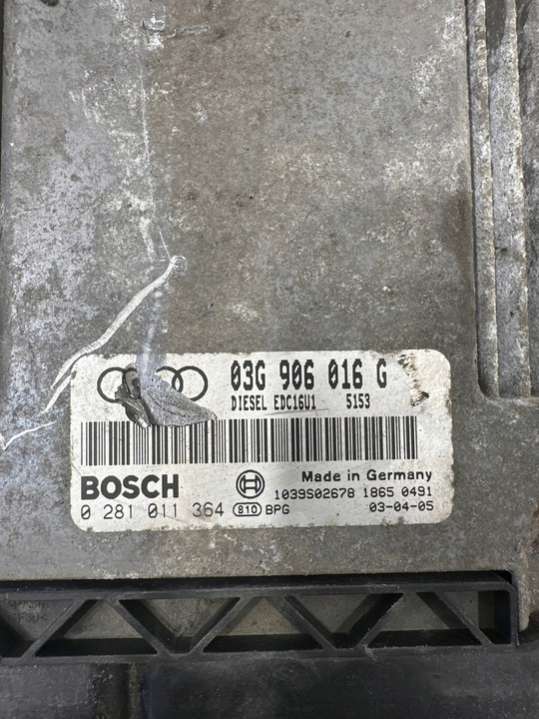 03G 906 016 G
DIESEL EDC16U1 5153
BOSCH
Made in Germany
1039S02678 1865 0491
0 281 011 364 810 BPG 03-04-05